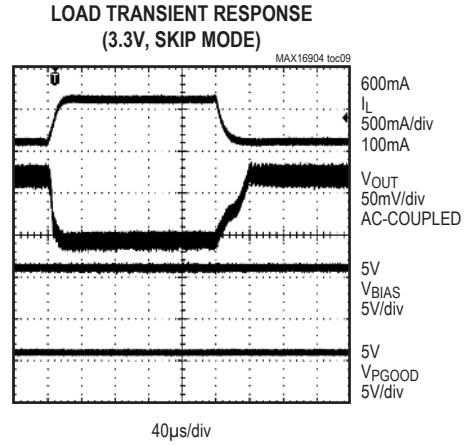 LOAD TRANSIENT RESPONSE
(3.3V, SKIP MODE)
MAX16904 toc09
T
600mA
IL
500mA/div
100mA
VOUT
50mV/div
AC-COUPLED
5V
VBIAS
5V/div
5V
VPGOOD
5V/div
40µs/div